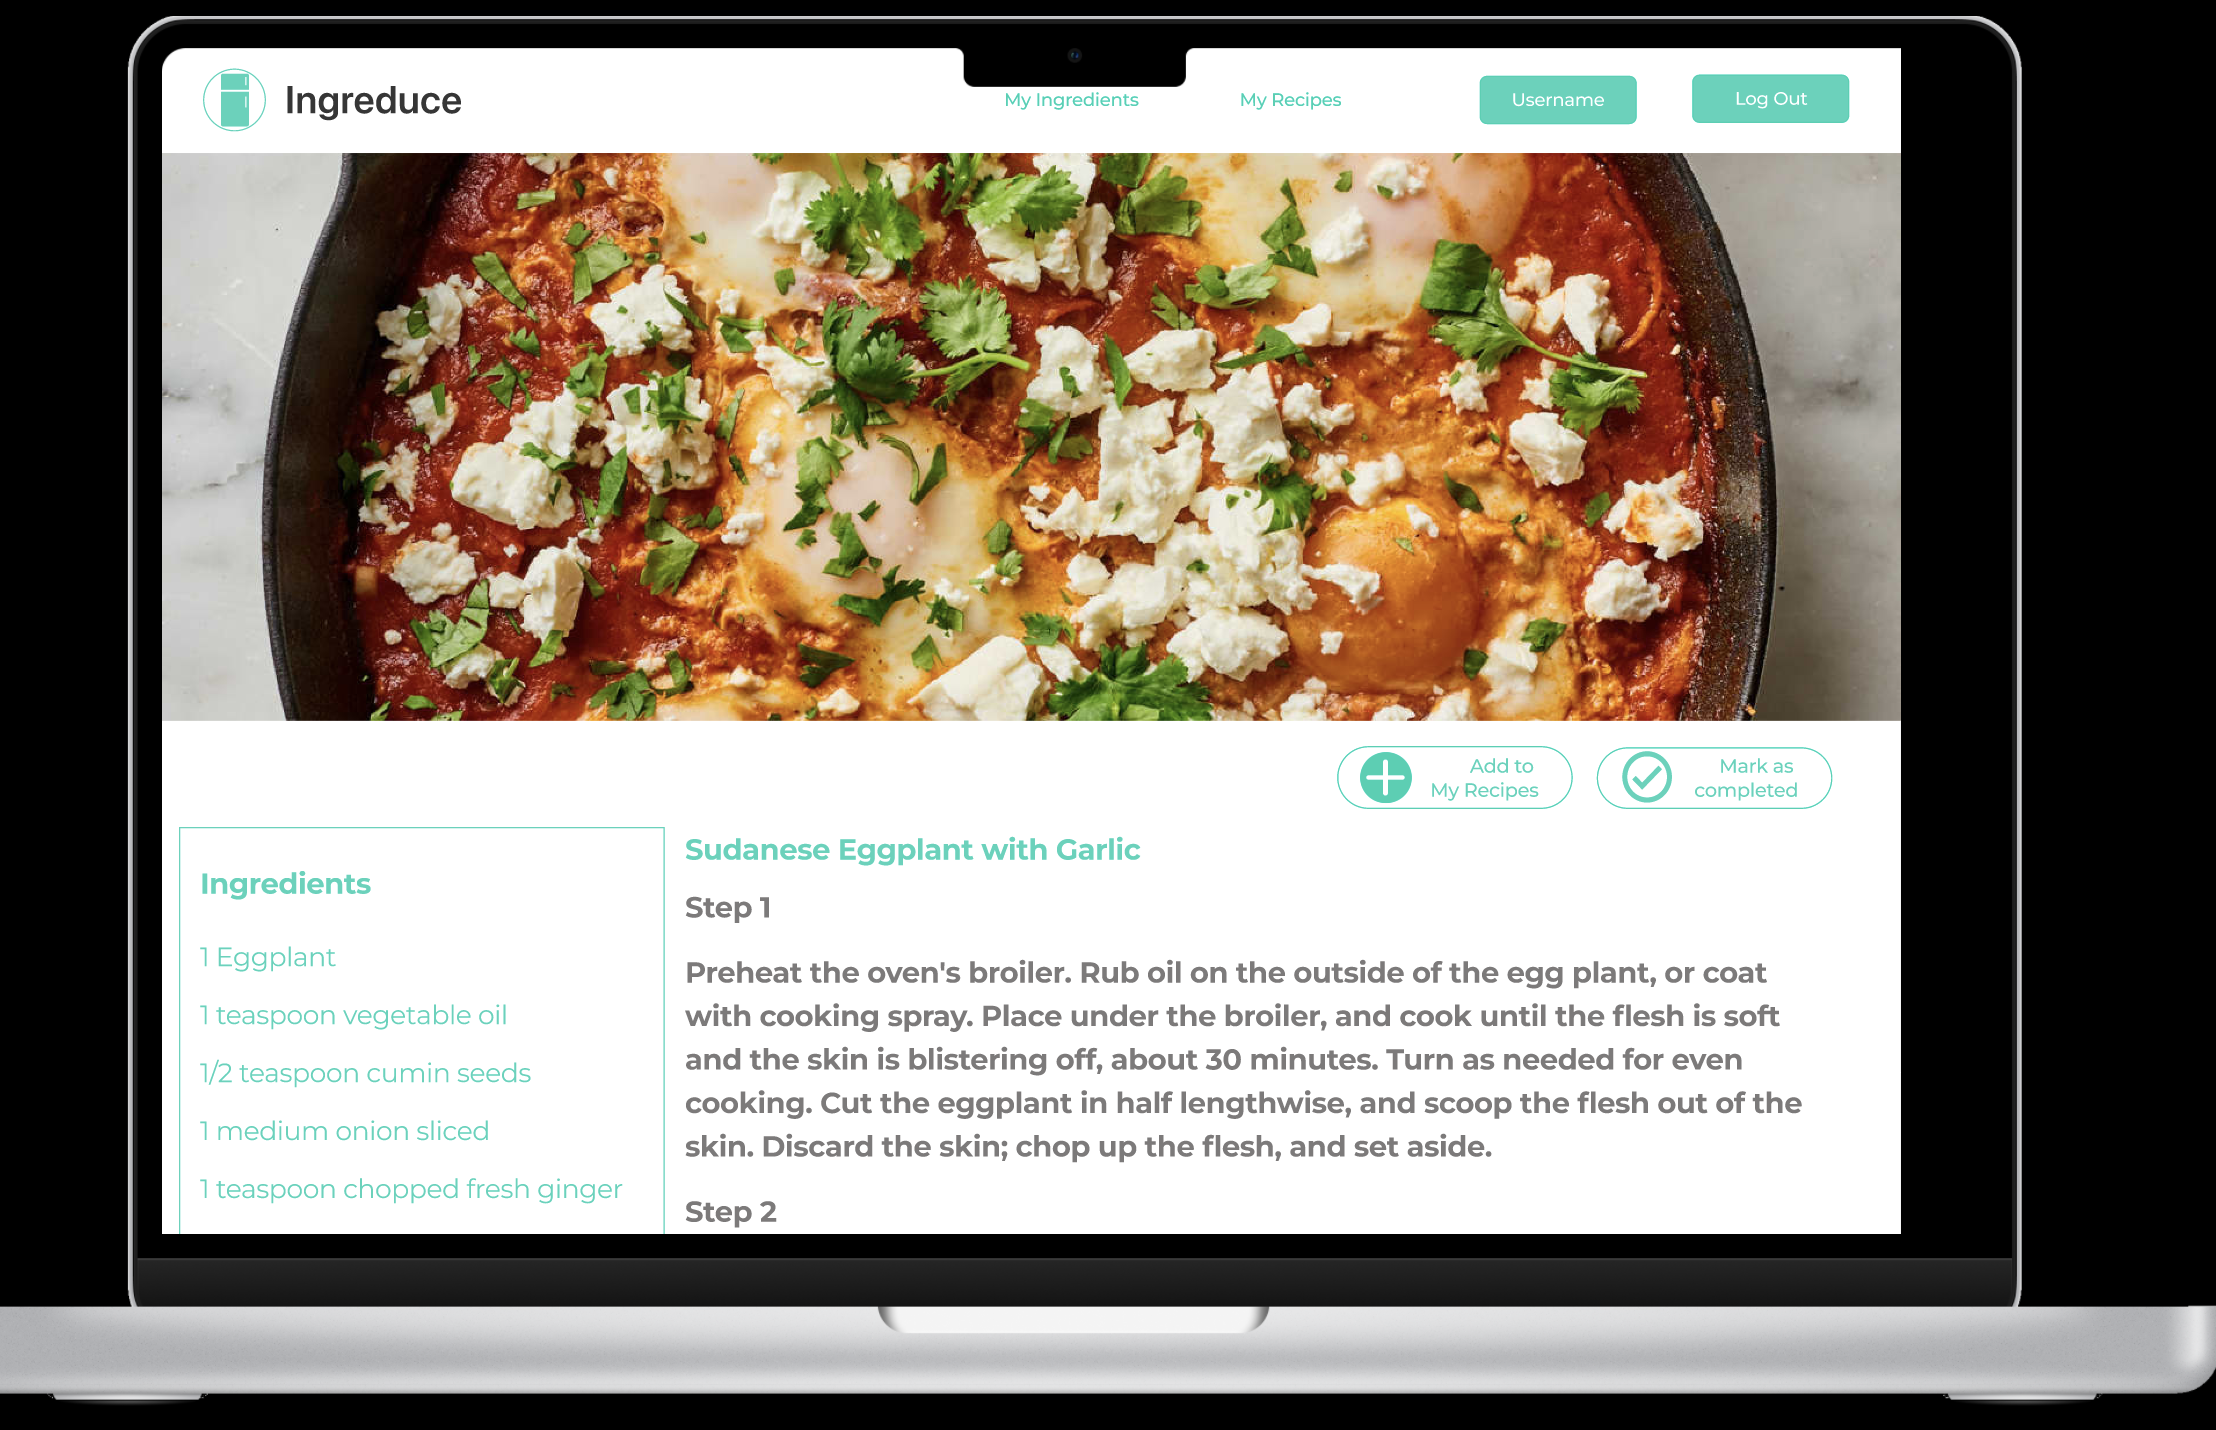 Ingreduce
My Ingredients
My Recipes
Username
Log Out
Add to
My Recipes
Mark as
completed
Ingredients
1 Eggplant
1 teaspoon vegetable oil
1/2 teaspoon cumin seeds
1 medium onion sliced
1 teaspoon chopped fresh ginger
Sudanese Eggplant with Garlic
Step 1
Preheat the oven's broiler. Rub oil on the outside of the egg plant, or coat
with cooking spray. Place under the broiler, and cook until the flesh is soft
and the skin is blistering off, about 30 minutes. Turn as needed for even
cooking. Cut the eggplant in half lengthwise, and scoop the flesh out of the
skin. Discard the skin; chop up the flesh, and set aside.
Step 2